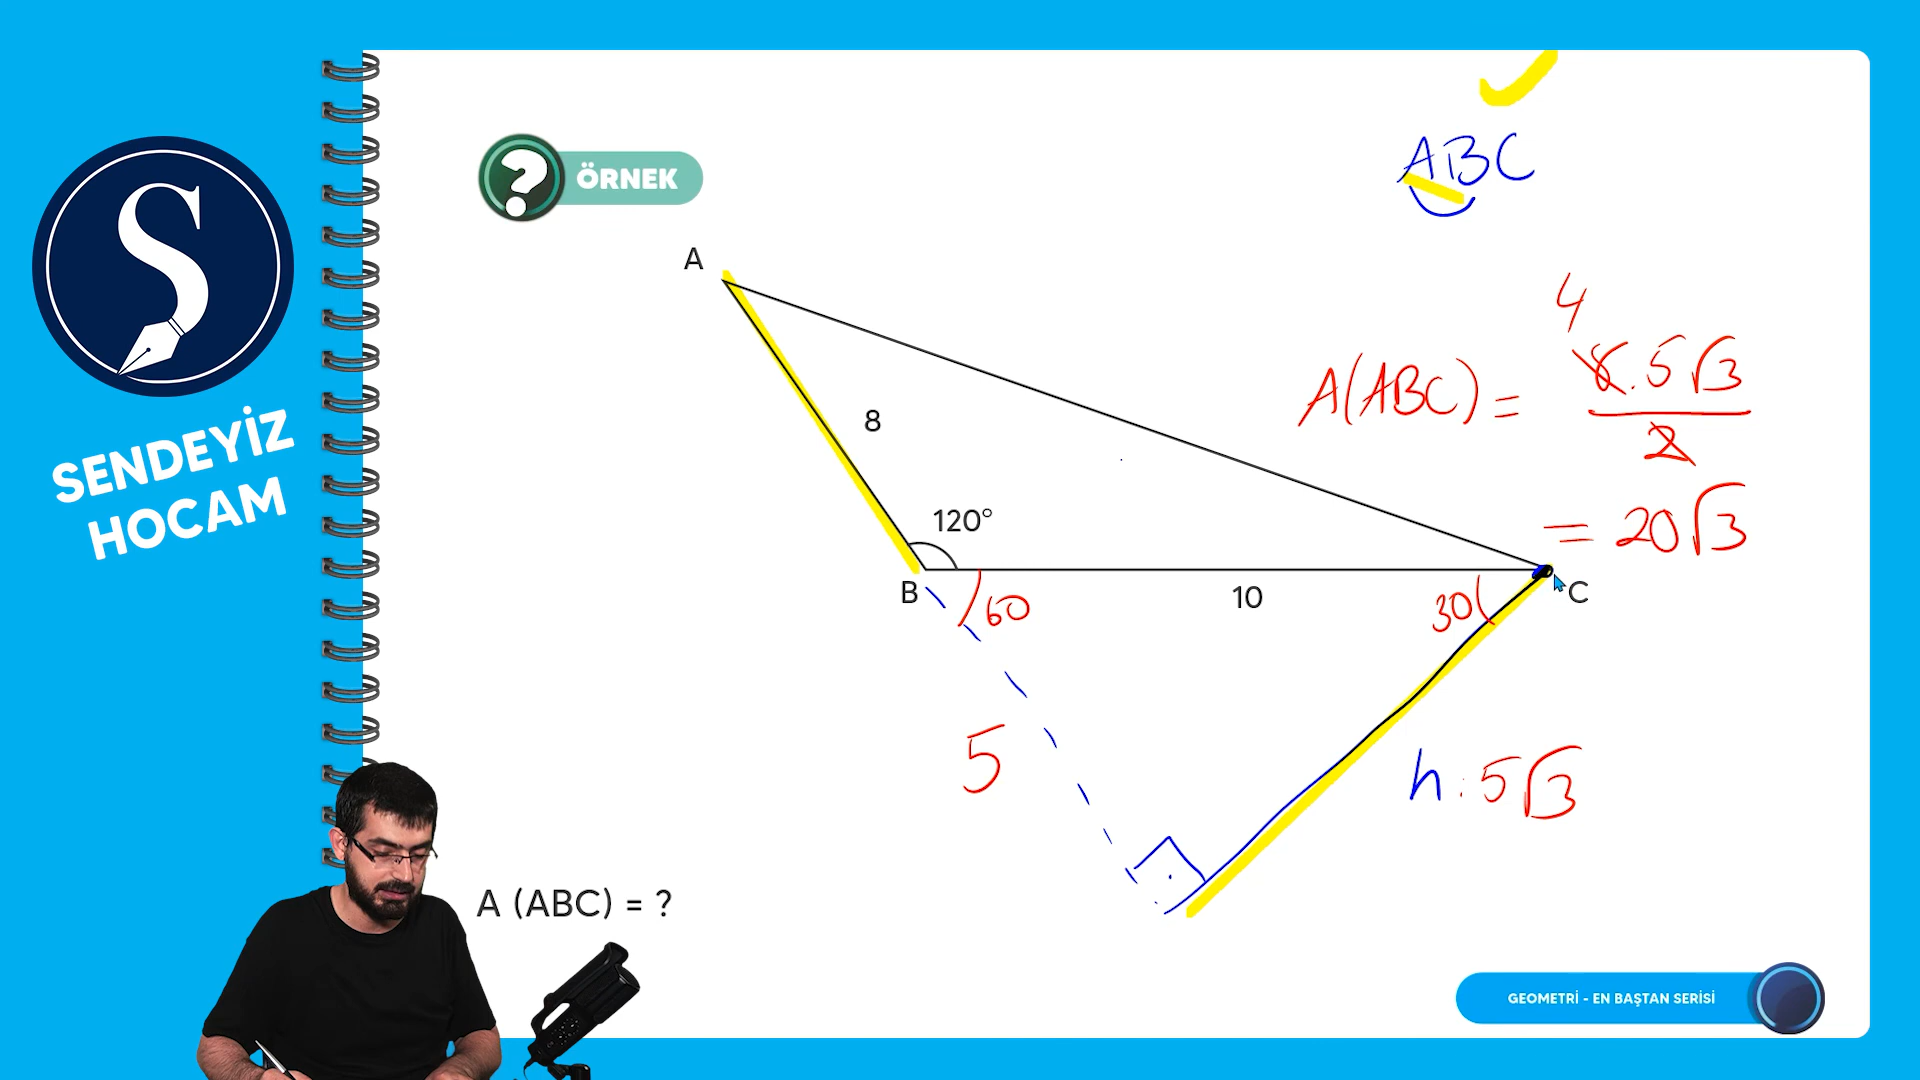 SENDEYİZ
HOCAM
ÖRNEK
ABC
A
8
120°
B
60
10
30
C
5
h : 5√3
4
A(ABC) = 8.5√3
2
= 20√3
A (ABC) = ?
GEOMETRİ - EN BAŞTAN SERİSİ